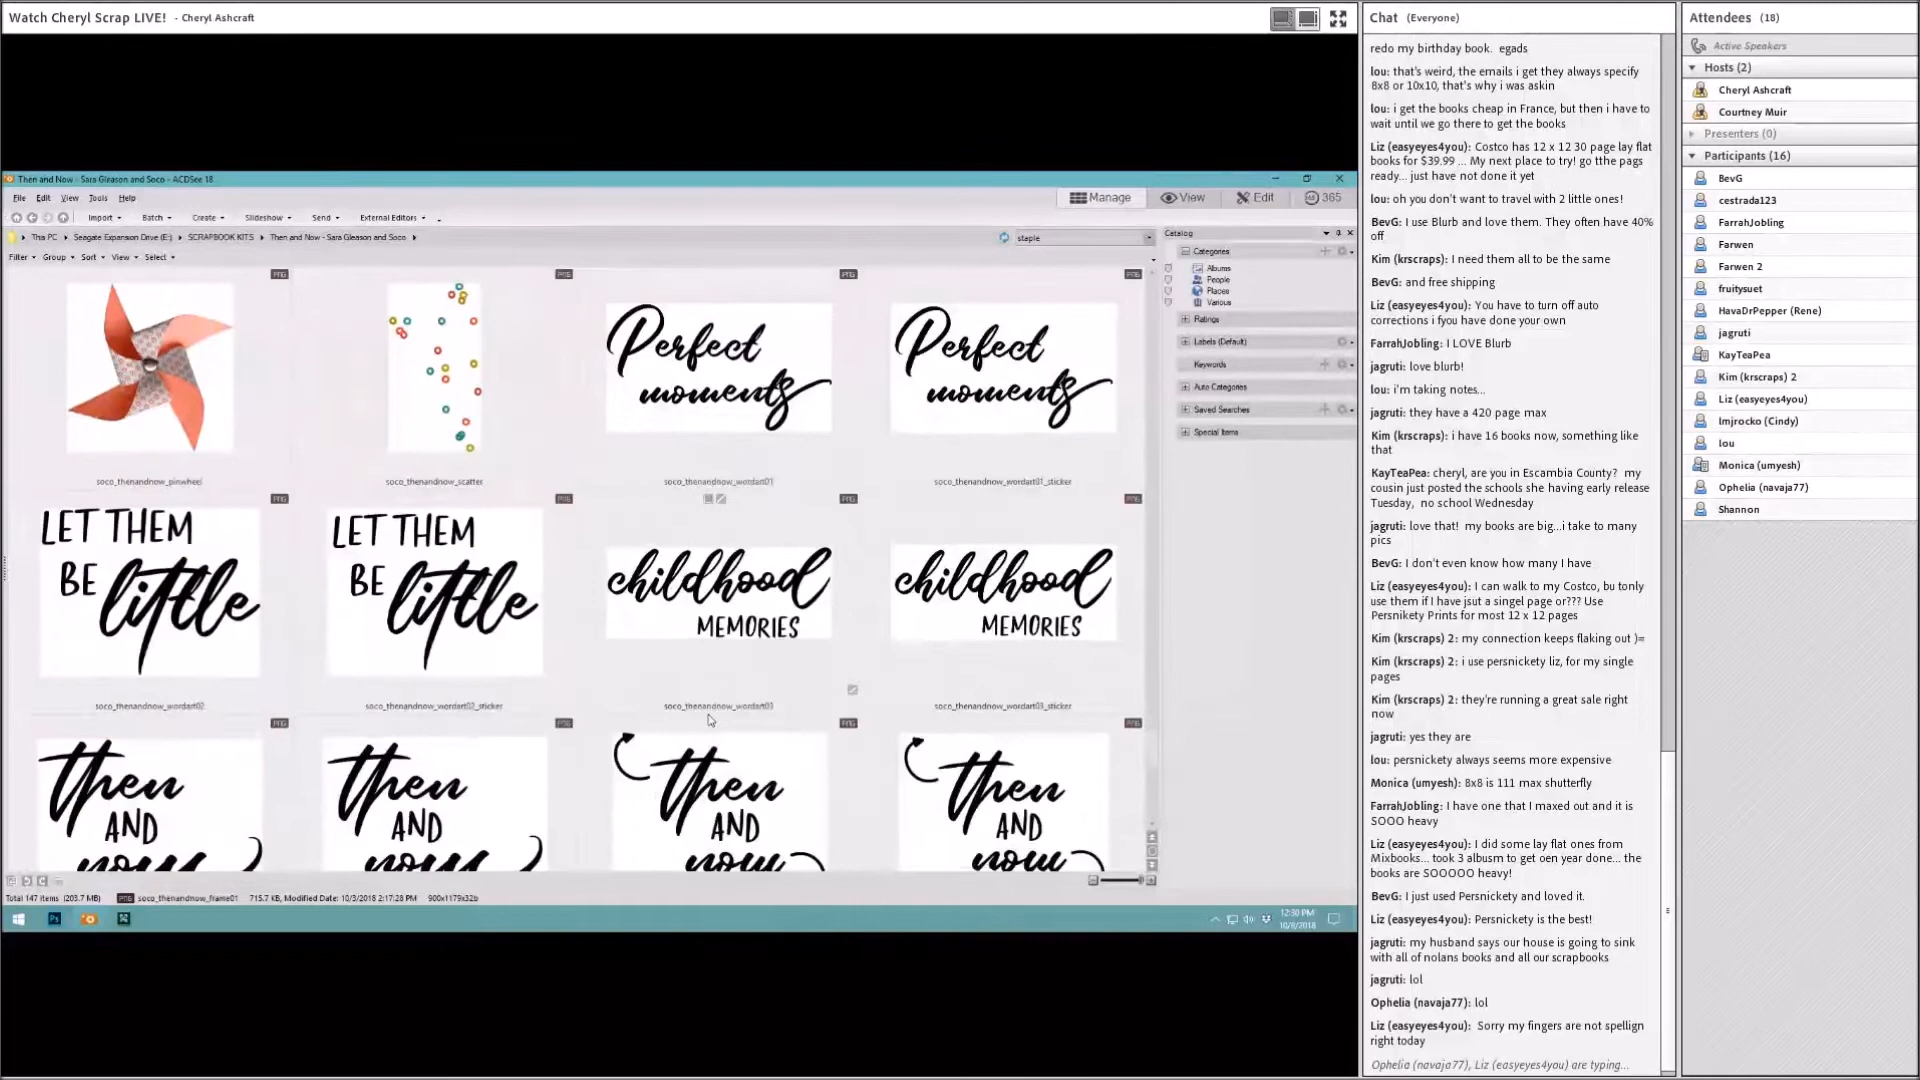 Watch Cheryl Scrap LIVE! - Cheryl Ashcraft
Then and Now - Sara Gleason and Soco - ACDSee 18
File Edit View Tools Help
Manage View Edit 365
Import Batch Create Slideshow Send External Editors
This PC Seagate Expansion Drive (E:) SCRAPBOOK KITS Then and Now - Sara Gleason and Soco
staple
Filter Group Sort View Select
PNG PNG PNG PNG
Perfect
moments
Perfect
moments
soco_thenandnow_pinwheel soco_thenandnow_scatter soco_thenandnow_wordart01 soco_thenandnow_wordart01_sticker
PNG PNG PNG PNG
LET THEM
BE little
LET THEM
BE little
childhood
MEMORIES
childhood
MEMORIES
soco_thenandnow_wordart02 soco_thenandnow_wordart02_sticker soco_thenandnow_wordart03 soco_thenandnow_wordart03_sticker
PNG PNG PNG PNG
then
AND
now
then
AND
now
then
AND
now
then
AND
now
Catalog
Categories
Albums
People
Places
Various
Ratings
Labels (Default)
Keywords
Auto Categories
Saved Searches
Special Items
Total 147 items (203.7 MB) PNG soco_thenandnow_frame01 715.7 KB, Modified Date: 10/3/2018 2:17:28 PM 900x1179x32b
Ps
12:30 PM
10/8/2018
Chat (Everyone)
redo my birthday book. egads
lou: that's weird, the emails i get they always specify
8x8 or 10x10, that's why i was askin
lou: i get the books cheap in France, but then i have to
wait until we go there to get the books
Liz (easyeyes4you): Costco has 12 x 12 30 page lay flat
books for $39.99 ... My next place to try! go tthe pags
ready... just have not done it yet
lou: oh you don't want to travel with 2 little ones!
BevG: I use Blurb and love them. They often have 40%
off
Kim (krscraps): I need them all to be the same
BevG: and free shipping
Liz (easyeyes4you): You have to turn off auto
corrections i fyou have done your own
FarrahJobling: I LOVE Blurb
jagruti: love blurb!
lou: i'm taking notes...
jagruti: they have a 420 page max
Kim (krscraps): i have 16 books now, something like
that
KayTeaPea: cheryl, are you in Escambia County? my
cousin just posted the schools she having early release
Tuesday, no school Wednesday
jagruti: love that! my books are big...i take to many
pics
BevG: I don't even know how many I have
Liz (easyeyes4you): I can walk to my Costco, bu tonly
use them if I have jsut a singel page or??? Use
Persnikety Prints for most 12 x 12 pages
Kim (krscraps) 2: my connection keeps flaking out )=
Kim (krscraps) 2: i use persnickety liz, for my single
pages
Kim (krscraps) 2: they're running a great sale right
now
jagruti: yes they are
lou: persnickety always seems more expensive
Monica (umyesh): 8x8 is 111 max shutterfly
FarrahJobling: I have one that I maxed out and it is
SOOO heavy
Liz (easyeyes4you): I did some lay flat ones from
Mixbooks... took 3 albusm to get oen year done... the
books are SOOOOO heavy!
BevG: I just used Persnickety and loved it.
Liz (easyeyes4you): Persnickety is the best!
jagruti: my husband says our house is going to sink
with all of nolans books and all our scrapbooks
jagruti: lol
Ophelia (navaja77): lol
Liz (easyeyes4you): Sorry my fingers are not spellign
right today
Ophelia (navaja77), Liz (easyeyes4you) are typing...
Attendees (18)
Active Speakers
Hosts (2)
Cheryl Ashcraft
Courtney Muir
Presenters (0)
Participants (16)
BevG
cestrada123
FarrahJobling
Farwen
Farwen 2
fruitysuet
HavaDrPepper (Rene)
jagruti
KayTeaPea
Kim (krscraps) 2
Liz (easyeyes4you)
lmjrocko (Cindy)
lou
Monica (umyesh)
Ophelia (navaja77)
Shannon